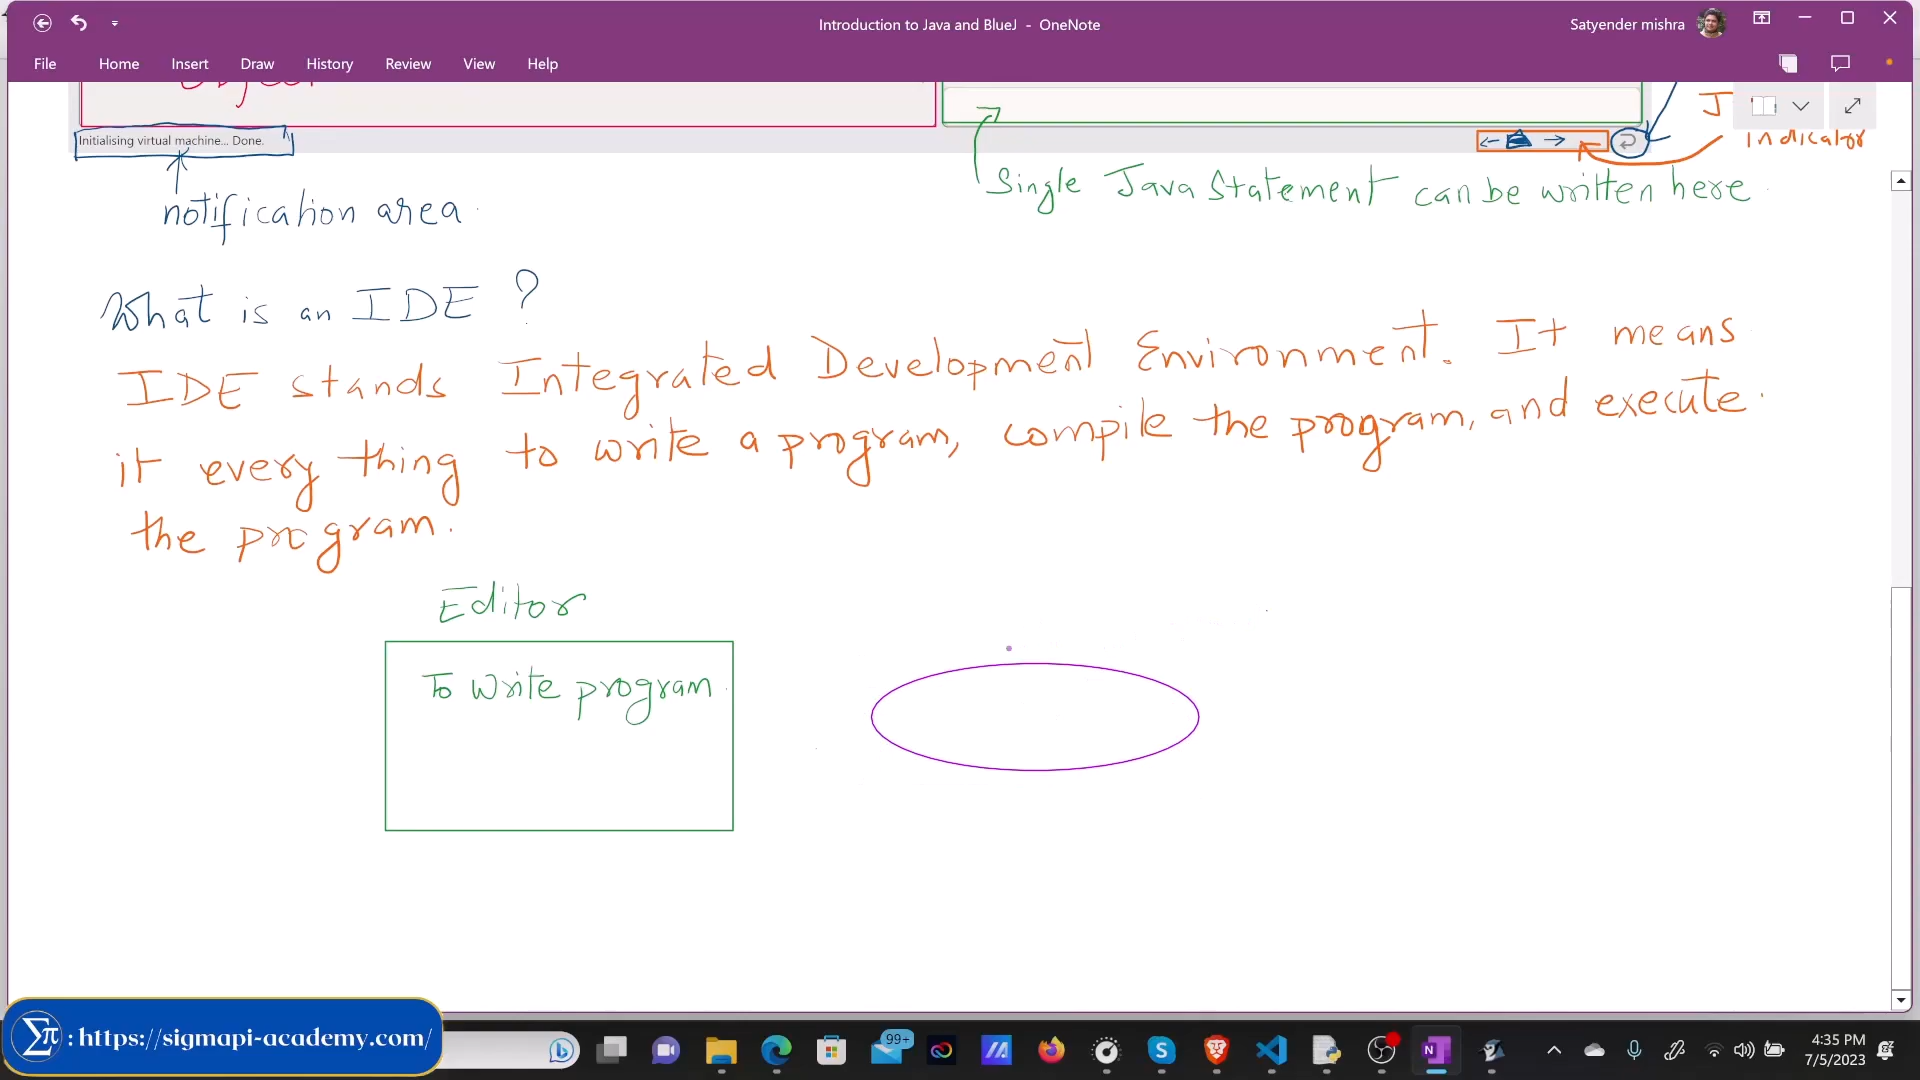 Introduction to Java and BlueJ - OneNote
Satyender mishra
File Home Insert Draw History Review View Help
Object
Initialising virtual machine... Done.
J
Indicator
Single Java Statement can be written here.
notification area.
What is an IDE ?
IDE stands Integrated Development Environment. It means
it every thing to write a program, compile the program, and execute.
the program.
Editor
To write program
Σπ : https://sigmapi-academy.com/
99+
4:35 PM
7/5/2023